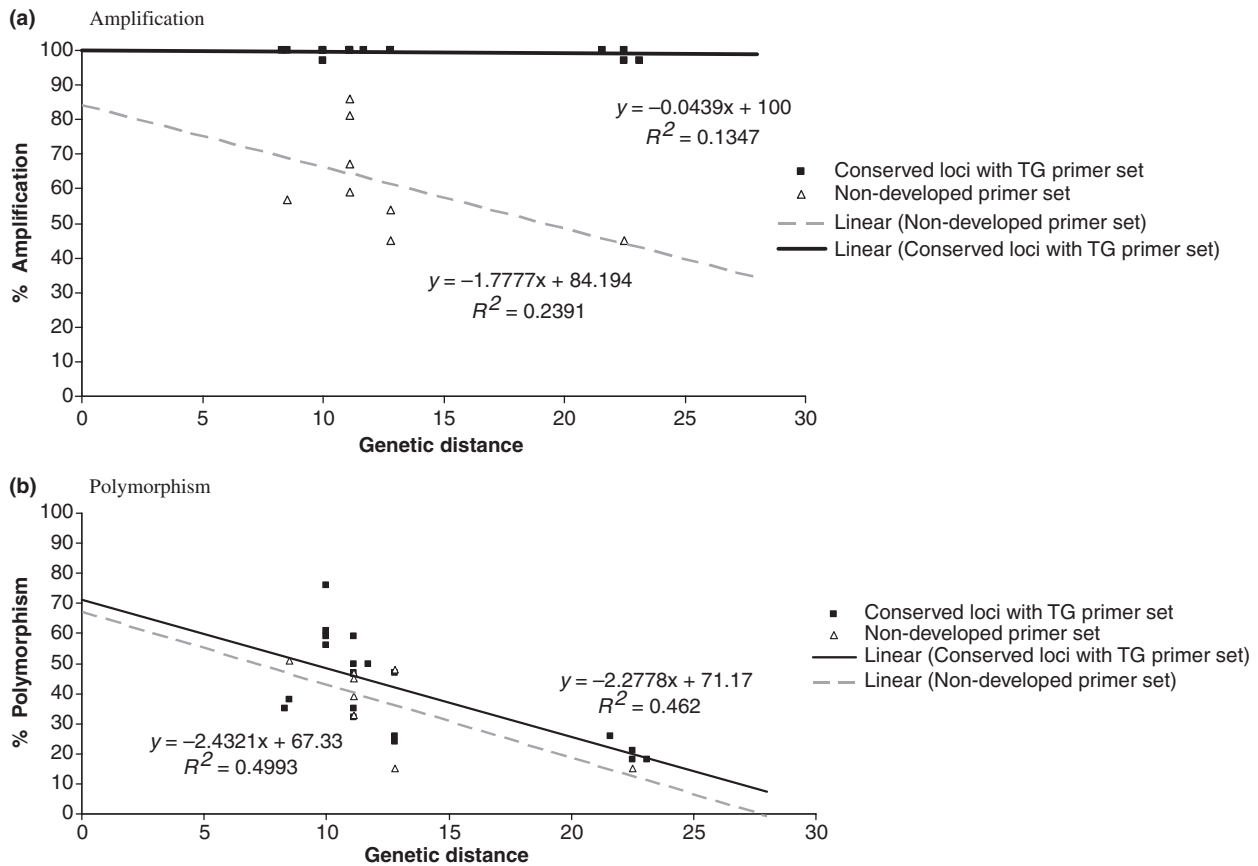 (a) Amplification
100
90
80
70
60
50
40
30
20
10
0
% Amplification
y = –0.0439x + 100
R² = 0.1347
y = –1.7777x + 84.194
R² = 0.2391
0 5 10 15 20 25 30
Genetic distance
Conserved loci with TG primer set
Non-developed primer set
Linear (Non-developed primer set)
Linear (Conserved loci with TG primer set)
(b) Polymorphism
100
90
80
70
60
50
40
30
20
10
0
% Polymorphism
y = –2.2778x + 71.17
R² = 0.462
y = –2.4321x + 67.33
R² = 0.4993
0 5 10 15 20 25 30
Genetic distance
Conserved loci with TG primer set
Non-developed primer set
Linear (Conserved loci with TG primer set)
Linear (Non-developed primer set)